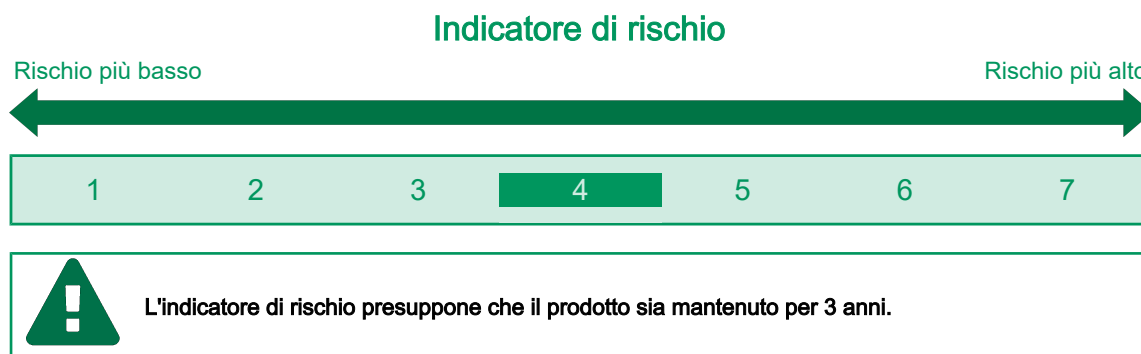 Indicatore di rischio
Rischio più basso Rischio più alto
1 2 3 4 5 6 7
L'indicatore di rischio presuppone che il prodotto sia mantenuto per 3 anni.